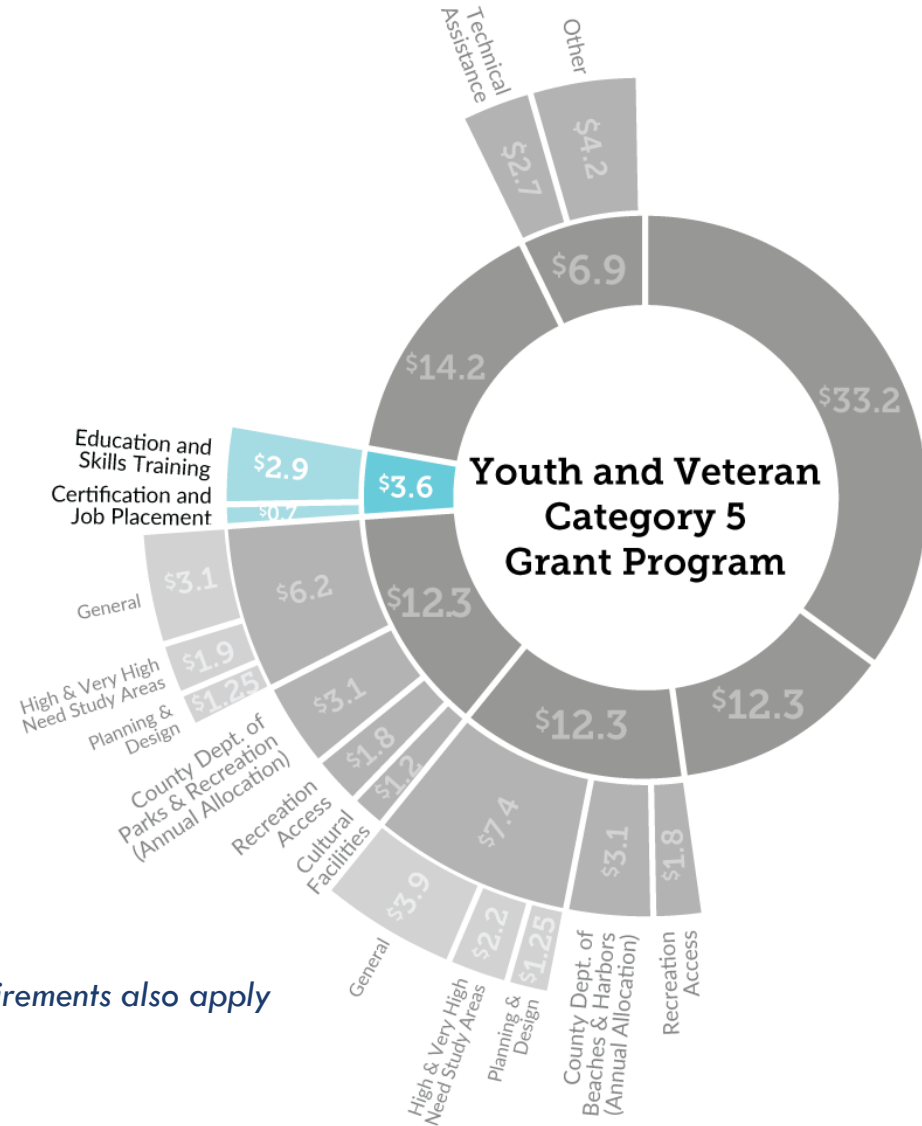 Technical
Assistance
Other
$2.7
$4.2
$6.9
$14.2
$33.2
Education and
Skills Training
$2.9
$3.6
Certification and
Job Placement
$0.7
Youth and Veteran
Category 5
Grant Program
$3.1
General
$6.2
$12.3
$1.9
High & Very High
Need Study Areas
$1.25
Planning &
Design
$3.1
County Dept. of
Parks & Recreation
(Annual Allocation)
$1.8
Recreation
Access
$1.2
Cultural
Facilities
$12.3
$12.3
$7.4
$3.1
$1.8
$3.9
$2.2
$1.25
General
High & Very High
Need Study Areas
Planning &
Design
County Dept. of
Beaches & Harbors
(Annual Allocation)
Recreation
Access
irements also apply